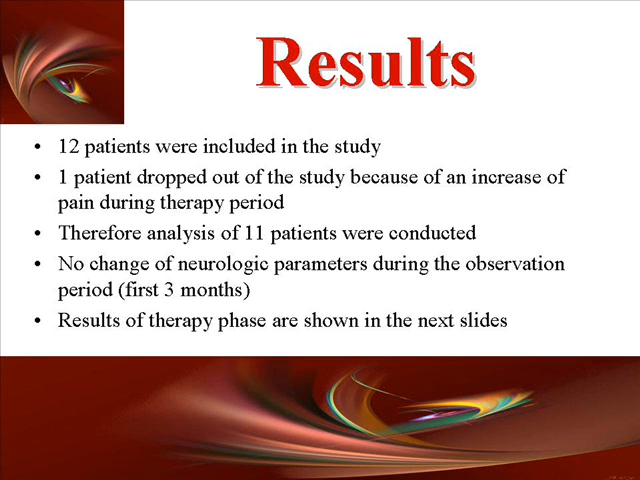 Results
• 12 patients were included in the study
• 1 patient dropped out of the study because of an increase of
pain during therapy period
• Therefore analysis of 11 patients were conducted
• No change of neurologic parameters during the observation
period (first 3 months)
• Results of therapy phase are shown in the next slides